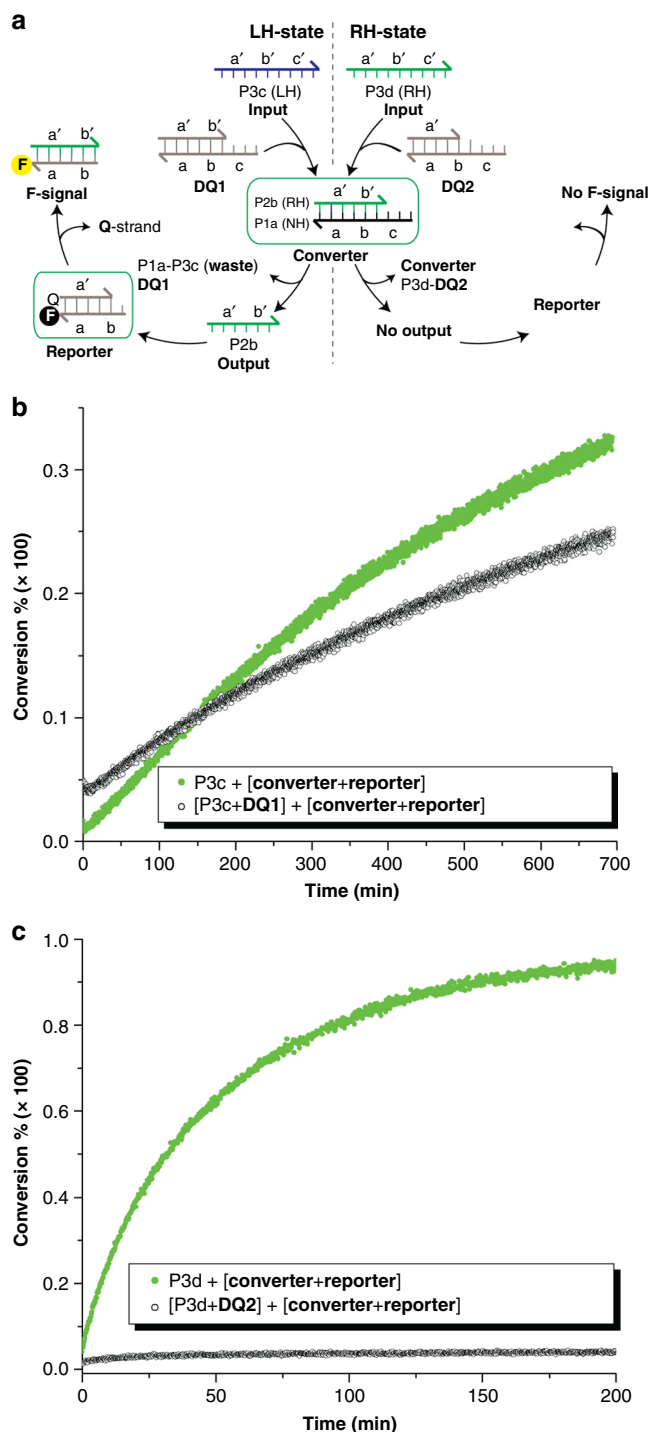 a
LH-state RH-state
a′ b′ c′ a′ b′ c′
P3c (LH) P3d (RH)
Input Input
a′ b′ a′ b′ a′
F a b a b c a b c
F-signal DQ1 DQ2 No F-signal
P2b (RH) a′ b′
P1a (NH) a b c
Q-strand
Converter
P1a-P3c (waste) Converter
DQ1 P3d-DQ2
a′
Q
F
a b
Reporter
a′ b′
P2b
Output
No output
Reporter
b
Conversion % (× 100)
0.3
0.2
0.1
0.0
P3c + [converter+reporter]
[P3c+DQ1] + [converter+reporter]
0 100 200 300 400 500 600 700
Time (min)
c
Conversion % (× 100)
1.0
0.8
0.6
0.4
0.2
0.0
P3d + [converter+reporter]
[P3d+DQ2] + [converter+reporter]
0 50 100 150 200
Time (min)